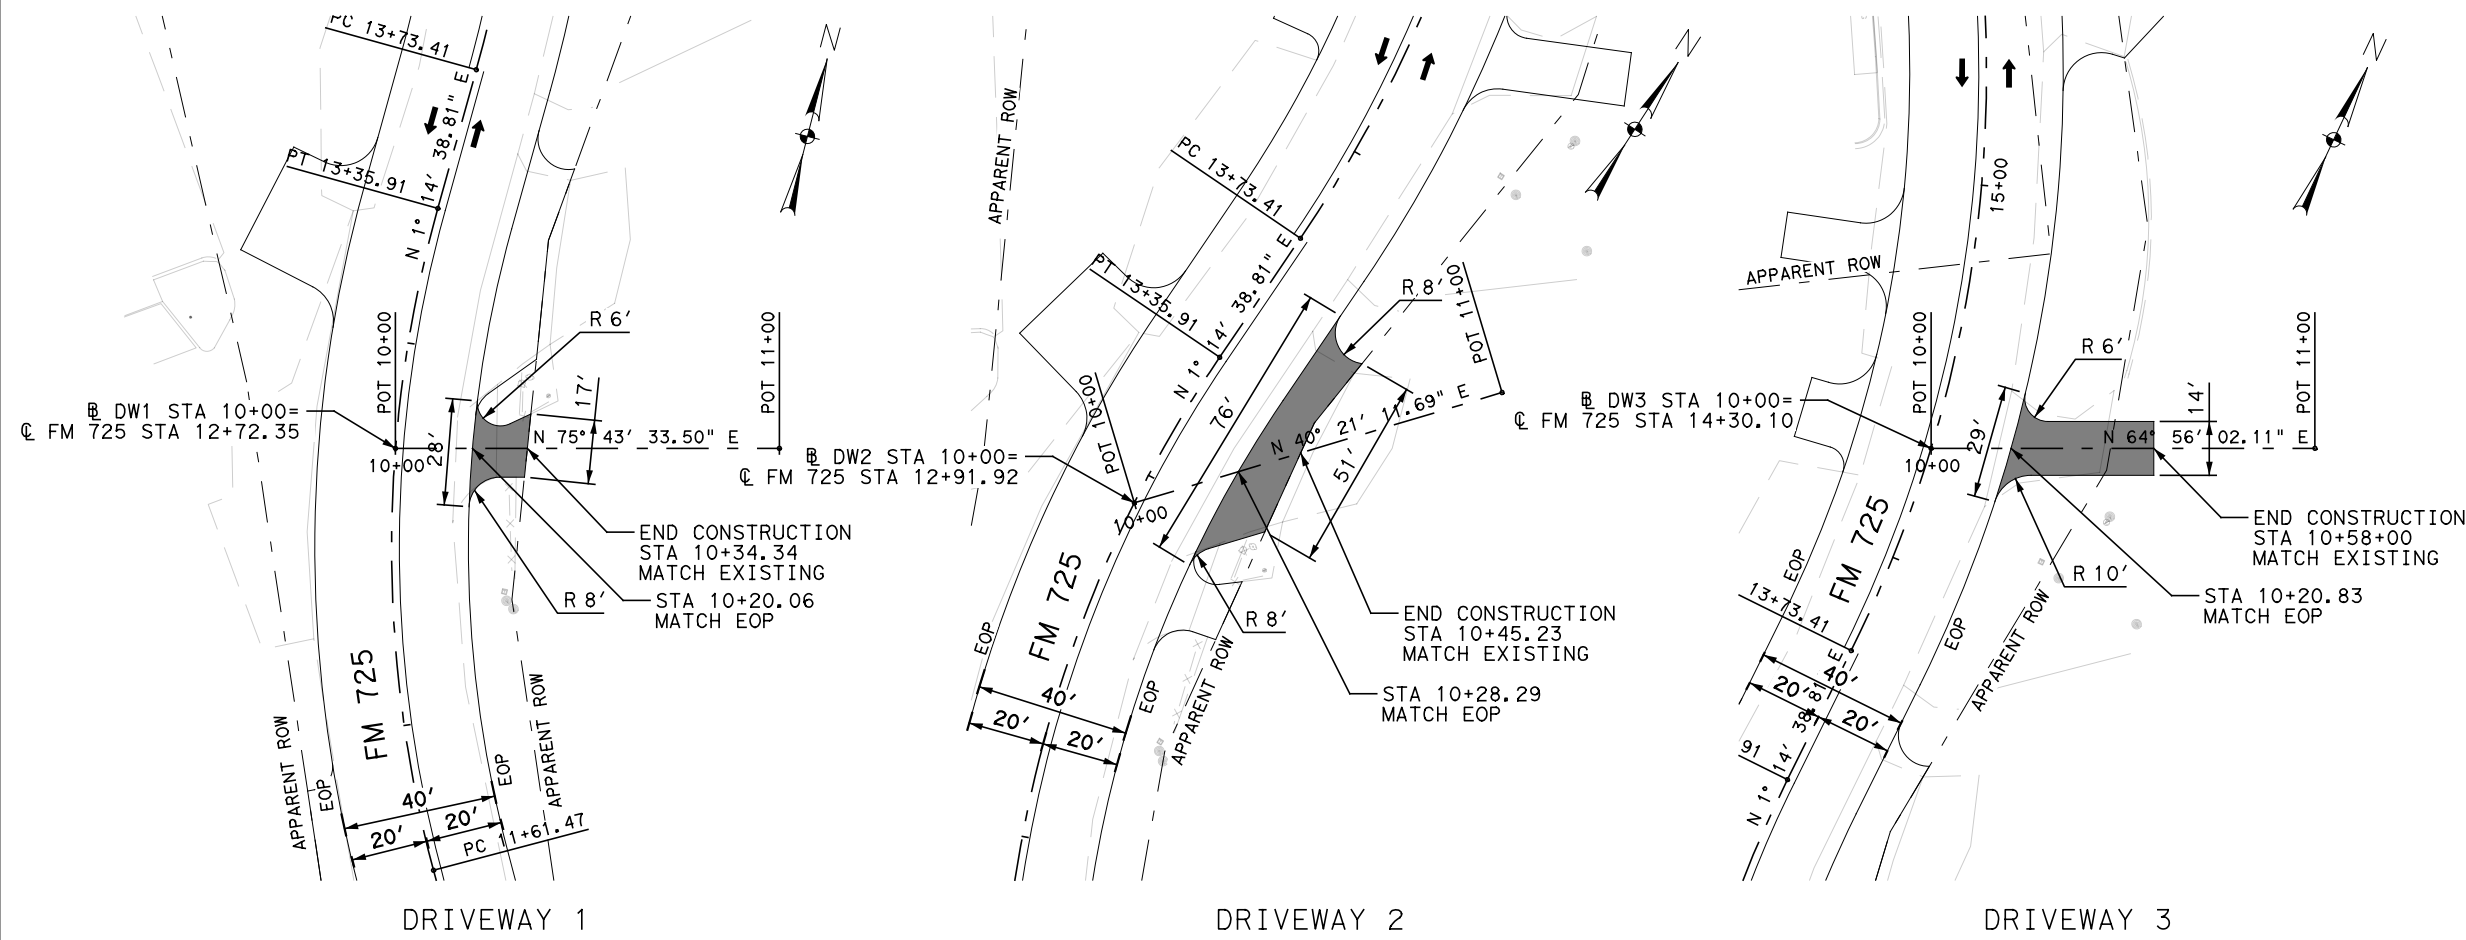 PC 13+73.41
N
PT 13+35.91
N 1° 14' 38.81" E
POT 10+00
POT 11+00
R 6'
17'
28'
℄ DW1 STA 10+00=
℄ FM 725 STA 12+72.35
10+00
N 75° 43' 33.50" E
END CONSTRUCTION
STA 10+34.34
MATCH EXISTING
R 8'
STA 10+20.06
MATCH EOP
FM 725
APPARENT ROW
EOP
EOP
APPARENT ROW
40'
20'
20'
PC 11+61.47
DRIVEWAY 1
APPARENT ROW
N
PC 13+73.41
PT 13+35.91
N 1° 14' 38.81" E
R 8'
POT 11+00
POT 10+00
76'
N 40° 21' 11.69" E
51'
℄ DW2 STA 10+00=
℄ FM 725 STA 12+91.92
10+00
FM 725
EOP
R 8'
END CONSTRUCTION
STA 10+45.23
MATCH EXISTING
STA 10+28.29
MATCH EOP
EOP
APPARENT ROW
40'
20'
20'
DRIVEWAY 2
N
15+00
APPARENT ROW
POT 10+00
POT 11+00
R 6'
14'
29'
℄ DW3 STA 10+00=
℄ FM 725 STA 14+30.10
10+00
N 64° 56' 02.11" E
END CONSTRUCTION
STA 10+58+00
MATCH EXISTING
R 10'
STA 10+20.83
MATCH EOP
EOP
FM 725
13+73.41
EOP
APPARENT ROW
40'
20'
20'
91
N 1° 14' 38.81" E
DRIVEWAY 3